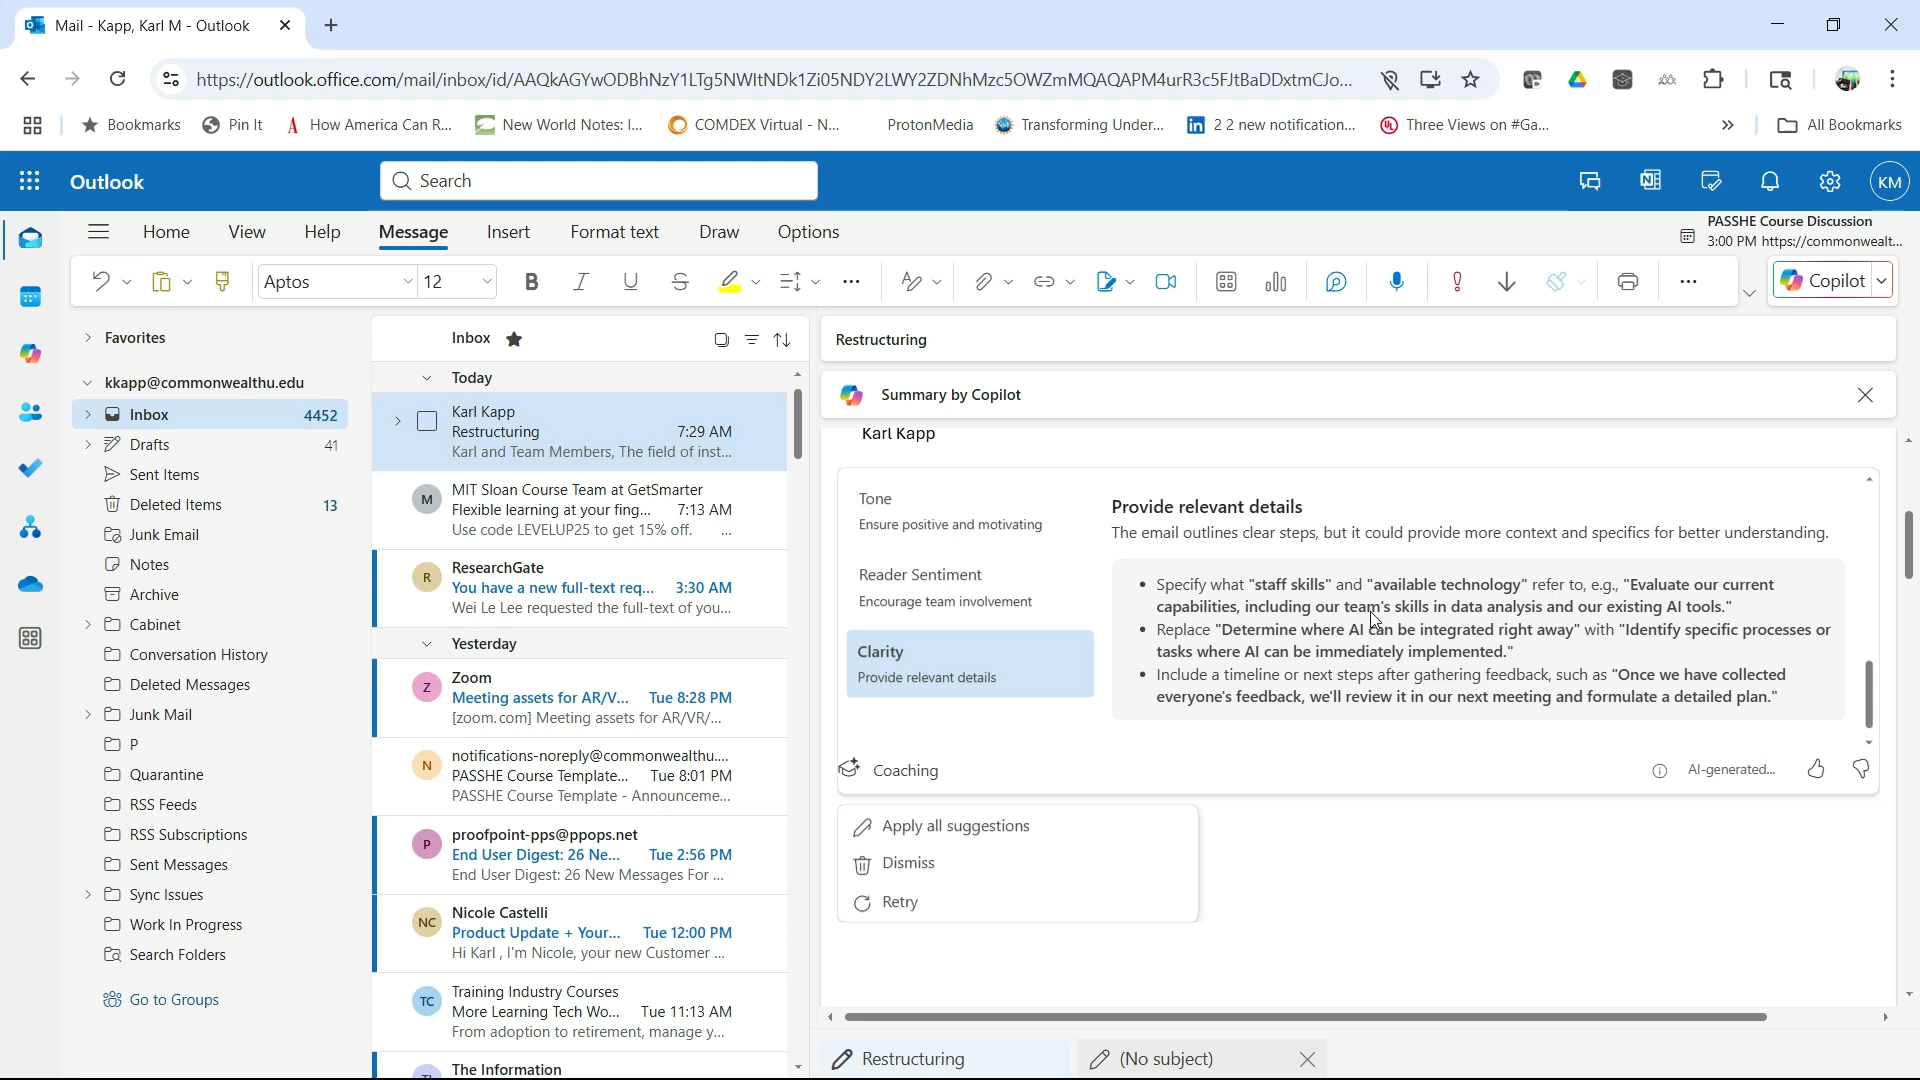 Mail - Kapp, Karl M - Outlook
https://outlook.office.com/mail/inbox/id/AAQkAGYwODBhNzY1LTg5NWItNDk1Zi05NDY2LWY2ZDNhMzc5OWZmMQAQAPM4urR3c5FJtBaDDxtmCJo...
Bookmarks
Pin It
How America Can R...
New World Notes: I...
COMDEX Virtual - N...
ProtonMedia
Transforming Under...
2 2 new notification...
Three Views on #Ga...
All Bookmarks
Outlook
Search
KM
Home
View
Help
Message
Insert
Format text
Draw
Options
PASSHE Course Discussion
3:00 PM https://commonwealt...
Aptos
12
Copilot
Favorites
kkapp@commonwealthu.edu
Inbox 4452
Drafts 41
Sent Items
Deleted Items 13
Junk Email
Notes
Archive
Cabinet
Conversation History
Deleted Messages
Junk Mail
P
Quarantine
RSS Feeds
RSS Subscriptions
Sent Messages
Sync Issues
Work In Progress
Search Folders
Go to Groups
Inbox
Today
Karl Kapp
Restructuring 7:29 AM
Karl and Team Members, The field of inst...
M
MIT Sloan Course Team at GetSmarter
Flexible learning at your fing... 7:13 AM
Use code LEVELUP25 to get 15% off. ...
R
ResearchGate
You have a new full-text req... 3:30 AM
Wei Le Lee requested the full-text of you...
Yesterday
Z
Zoom
Meeting assets for AR/V... Tue 8:28 PM
[zoom.com] Meeting assets for AR/VR/...
N
notifications-noreply@commonwealthu....
PASSHE Course Template... Tue 8:01 PM
PASSHE Course Template - Announceme...
P
proofpoint-pps@ppops.net
End User Digest: 26 Ne... Tue 2:56 PM
End User Digest: 26 New Messages For ...
NC
Nicole Castelli
Product Update + Your... Tue 12:00 PM
Hi Karl , I'm Nicole, your new Customer ...
TC
Training Industry Courses
More Learning Tech Wo... Tue 11:13 AM
From adoption to retirement, manage y...
The Information
Restructuring
Summary by Copilot
Karl Kapp
Tone
Ensure positive and motivating
Reader Sentiment
Encourage team involvement
Clarity
Provide relevant details
Provide relevant details
The email outlines clear steps, but it could provide more context and specifics for better understanding.
• Specify what "staff skills" and "available technology" refer to, e.g., "Evaluate our current
capabilities, including our team's skills in data analysis and our existing AI tools."
• Replace "Determine where AI can be integrated right away" with "Identify specific processes or
tasks where AI can be immediately implemented."
• Include a timeline or next steps after gathering feedback, such as "Once we have collected
everyone's feedback, we'll review it in our next meeting and formulate a detailed plan."
Coaching
AI-generated...
Apply all suggestions
Dismiss
Retry
Restructuring
(No subject)